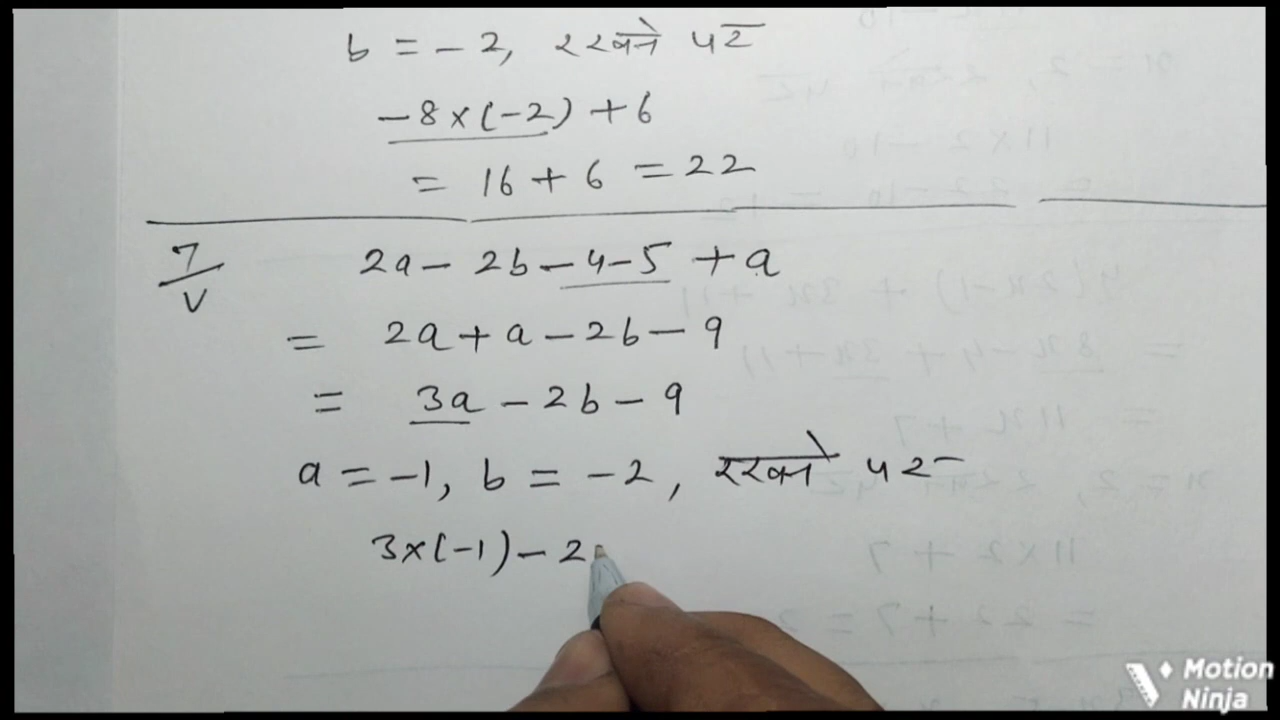 b = - 2, रखने पर
- 8 × (-2) + 6
= 16 + 6 = 22
7/v 2a - 2b - 4 - 5 + a
= 2a + a - 2b - 9
= 3a - 2b - 9
a = -1, b = -2, रखने पर
3×(-1) - 2
Motion
Ninja